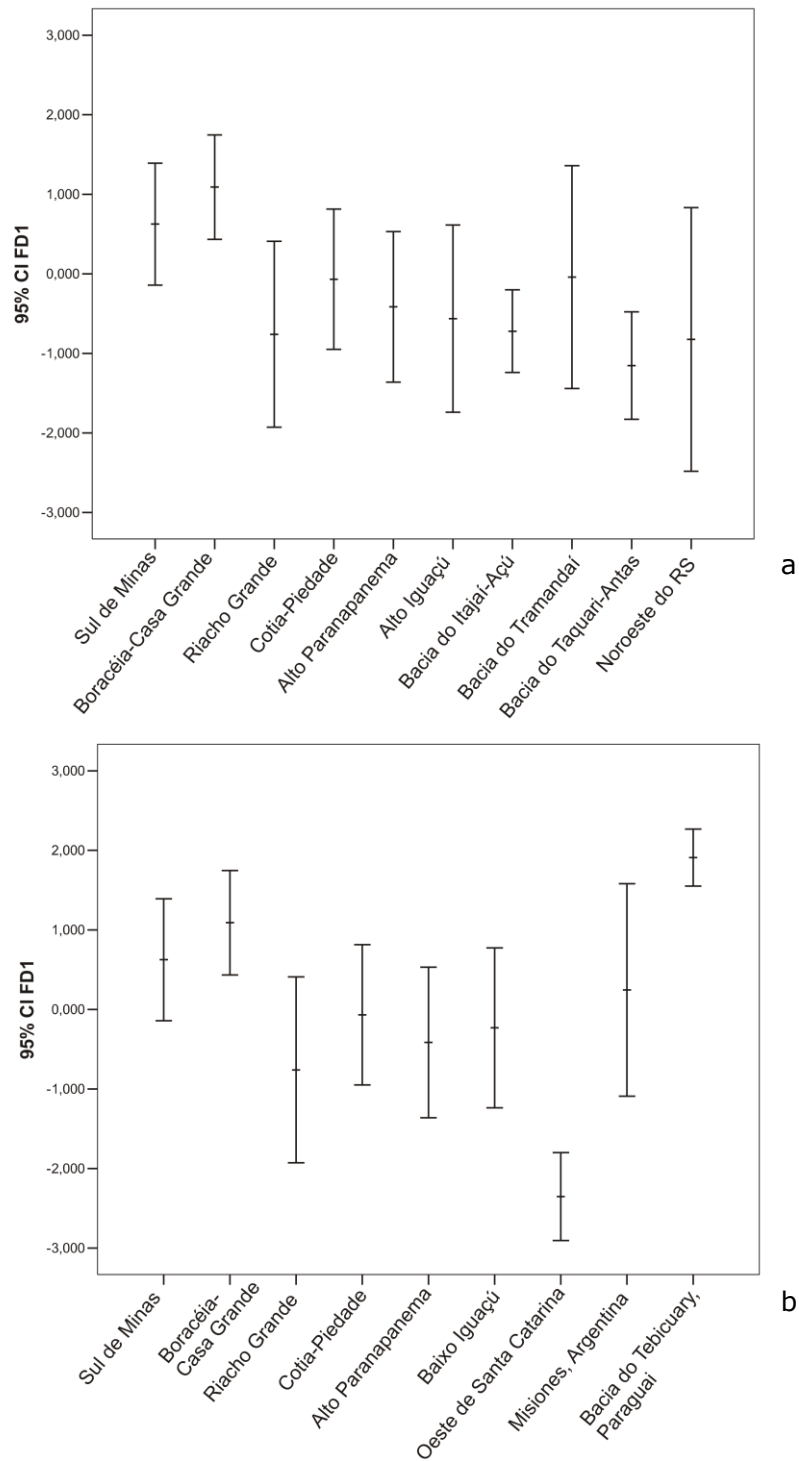 3,000
2,000
1,000
0,000
-1,000
-2,000
-3,000
95% CI FD1
Sul de Minas
Boracéia-Casa Grande
Riacho Grande
Cotia-Piedade
Alto Paranapanema
Alto Iguaçú
Bacia do Itajaí-Açú
Bacia do Tramandaí
Bacia do Taquari-Antas
Noroeste do RS
a
3,000
2,000
1,000
0,000
-1,000
-2,000
-3,000
95% CI FD1
Sul de Minas
Boracéia-
Casa Grande
Riacho Grande
Cotia-Piedade
Alto Paranapanema
Baixo Iguaçú
Oeste de Santa Catarina
Misiones, Argentina
Bacia do Tebicuary,
Paraguai
b